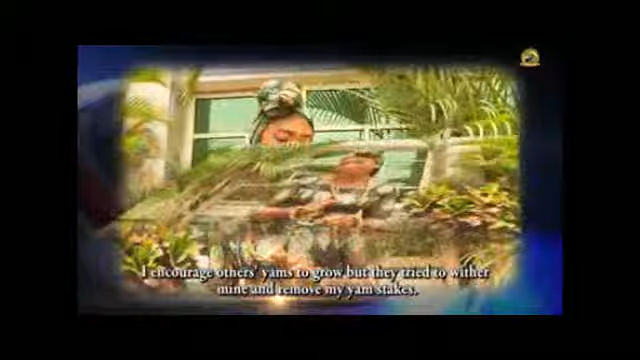 I encourage others' yams to grow but they tried to wither
mine and remove my yam stakes.